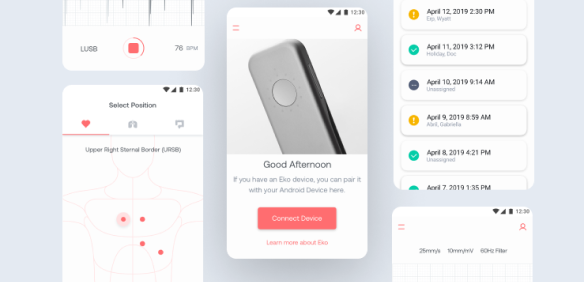 LUSB
76 BPM
12:30
Select Position
Upper Right Sternal Border (URSB)
12:30
Good Afternoon
If you have an Eko device, you can pair it
with your Android Device here.
Connect Device
Learn more about Eko
April 12, 2019 2:30 PM
Exp, Wyatt
April 11, 2019 3:12 PM
Holiday, Doc
April 10, 2019 9:14 AM
Unassigned
April 9, 2019 8:59 AM
Abril, Gabriella
April 8, 2019 4:21 PM
Unassigned
April 7, 2019 1:35 PM
12:30
25mm/s 10mm/mV 60Hz Filter